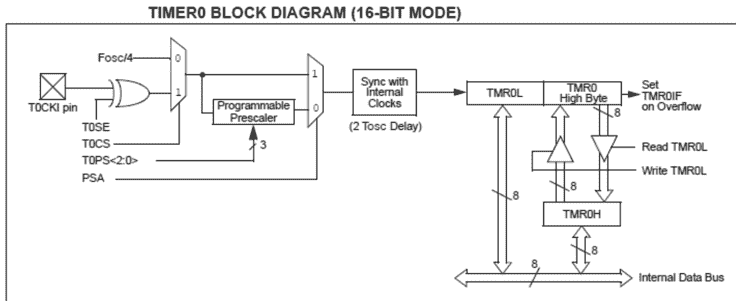 TIMER0 BLOCK DIAGRAM (16-BIT MODE)
Fosc/4
0
1
T0CKI pin
T0SE
T0CS
T0PS<2:0>
PSA
Programmable
Prescaler
3
1
0
Sync with
Internal
Clocks
(2 Tosc Delay)
TMR0L
TMR0
High Byte
Set
TMR0IF
on Overflow
8
Read TMR0L
Write TMR0L
8
8
TMR0H
8
8
Internal Data Bus